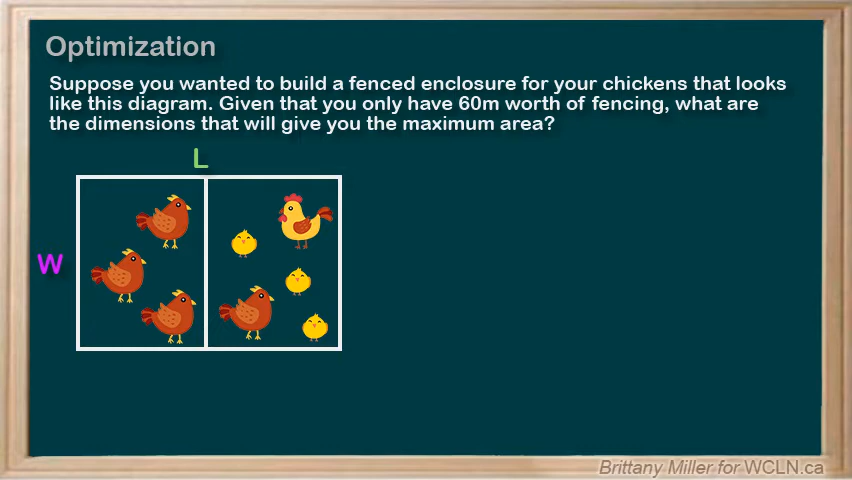 Optimization
Suppose you wanted to build a fenced enclosure for your chickens that looks
like this diagram. Given that you only have 60m worth of fencing, what are
the dimensions that will give you the maximum area?
L
W
Brittany Miller for WCLN.ca